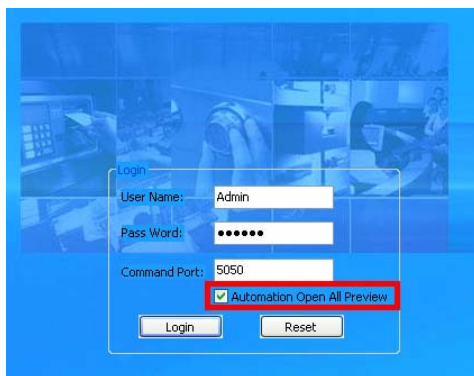 Login
User Name: Admin
Pass Word: ●●●●●●
Command Port: 5050
Automation Open All Preview
Login Reset